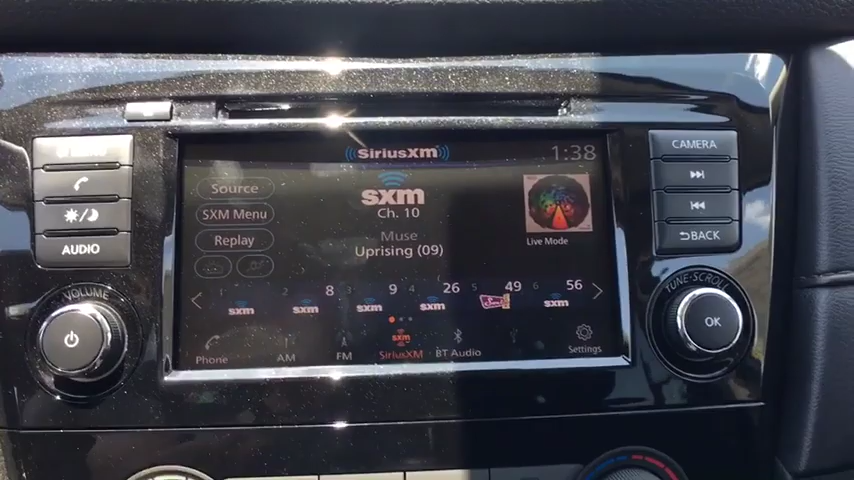 SiriusXM
1:38
CAMERA
Source
sxm
SXM Menu
Ch. 10
Replay
Muse
Live Mode
AUDIO
Uprising (09)
BACK
VOLUME
TUNE·SCROLL
1 2 8 3 9 4 26 5 49 6 56
sxm sxm sxm sxm Soul sxm
OK
Phone AM FM SiriusXM BT Audio Settings